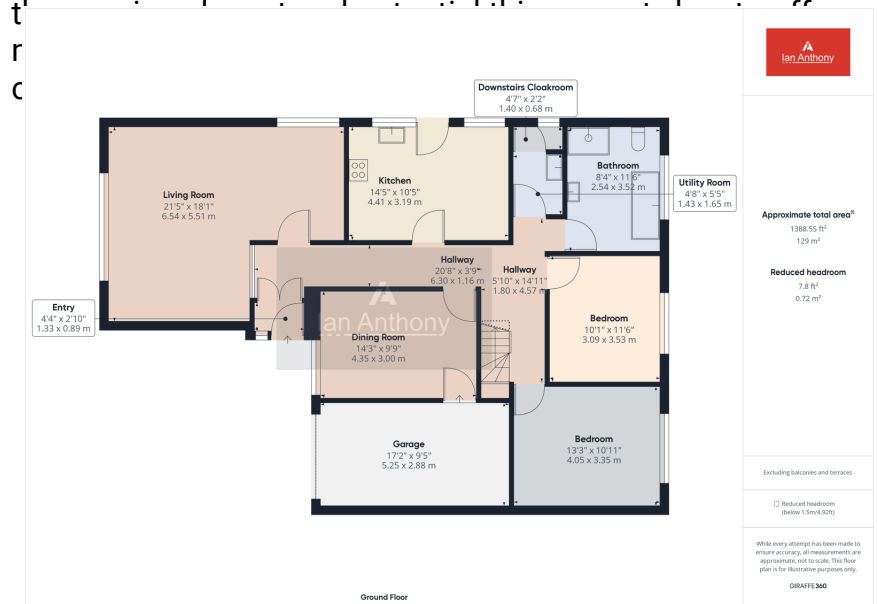 Ian Anthony
Downstairs Cloakroom
4'7" x 2'2"
1.40 x 0.68 m
Living Room
21'5" x 18'1"
6.54 x 5.51 m
Kitchen
14'5" x 10'5"
4.41 x 3.19 m
Bathroom
8'4" x 11'6"
2.54 x 3.52 m
Utility Room
4'8" x 5'5"
1.43 x 1.65 m
Hallway
20'8" x 3'9"
6.30 x 1.16 m
Hallway
5'10" x 14'11"
1.80 x 4.57 m
Entry
4'4" x 2'10"
1.33 x 0.89 m
Ian Anthony
Dining Room
14'3" x 9'9"
4.35 x 3.00 m
Bedroom
10'1" x 11'6"
3.09 x 3.53 m
Garage
17'2" x 9'5"
5.25 x 2.88 m
Bedroom
13'3" x 10'11"
4.05 x 3.35 m
Ground Floor
Approximate total area
1388.55 ft²
129 m²
Reduced headroom
7.8 ft²
0.72 m²
Excluding balconies and terraces
Reduced headroom
(below 1.5m/4.92ft)
While every attempt has been made to
ensure accuracy, all measurements are
approximate, not to scale. This floor
plan is for illustrative purposes only.
GIRAFFE360